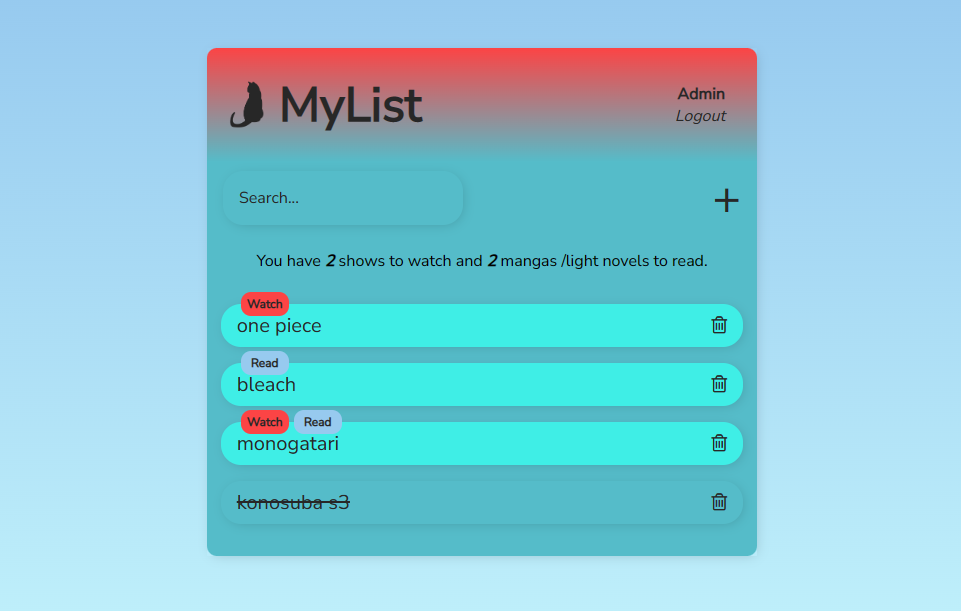 MyList
Admin
Logout
Search...
You have 2 shows to watch and 2 mangas /light novels to read.
Watch
one piece
Read
bleach
Watch Read
monogatari
konosuba s3